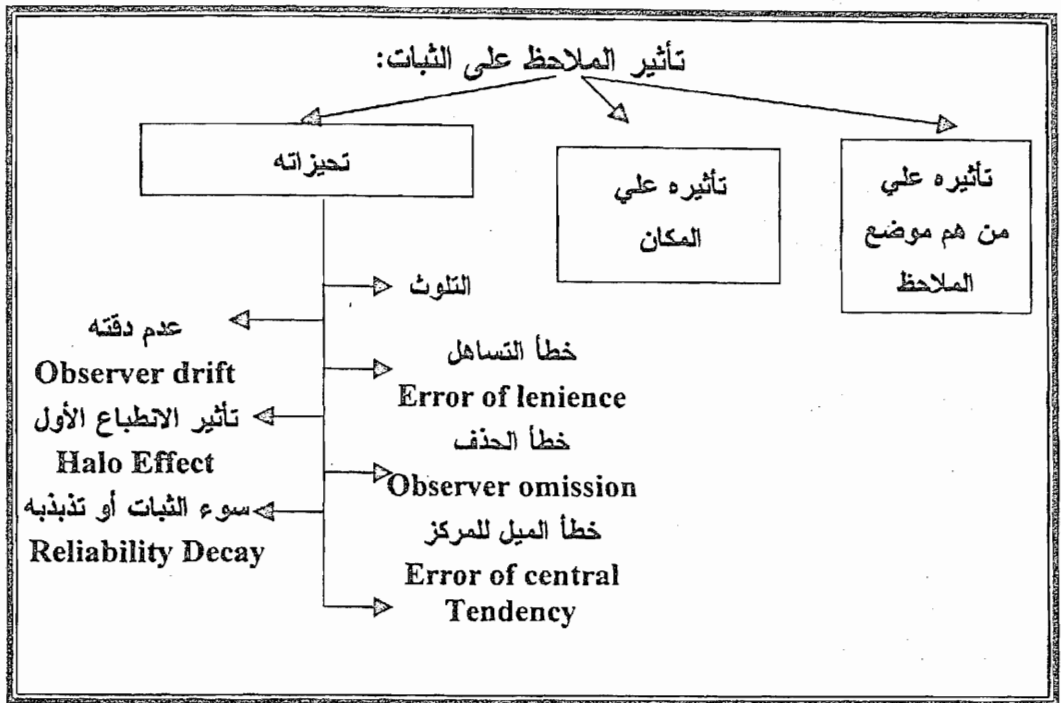 تأثير الملاحظ على الثبات:
تأثيره علي
من هم موضع
الملاحظ
تأثيره علي
المكان
تحيزاته
التلوث
خطأ التساهل
Error of lenience
خطأ الحذف
Observer omission
خطأ الميل للمركز
Error of central
Tendency
عدم دقته
Observer drift
تأثير الانطباع الأول
Halo Effect
سوء الثبات أو تذبذبه
Reliability Decay